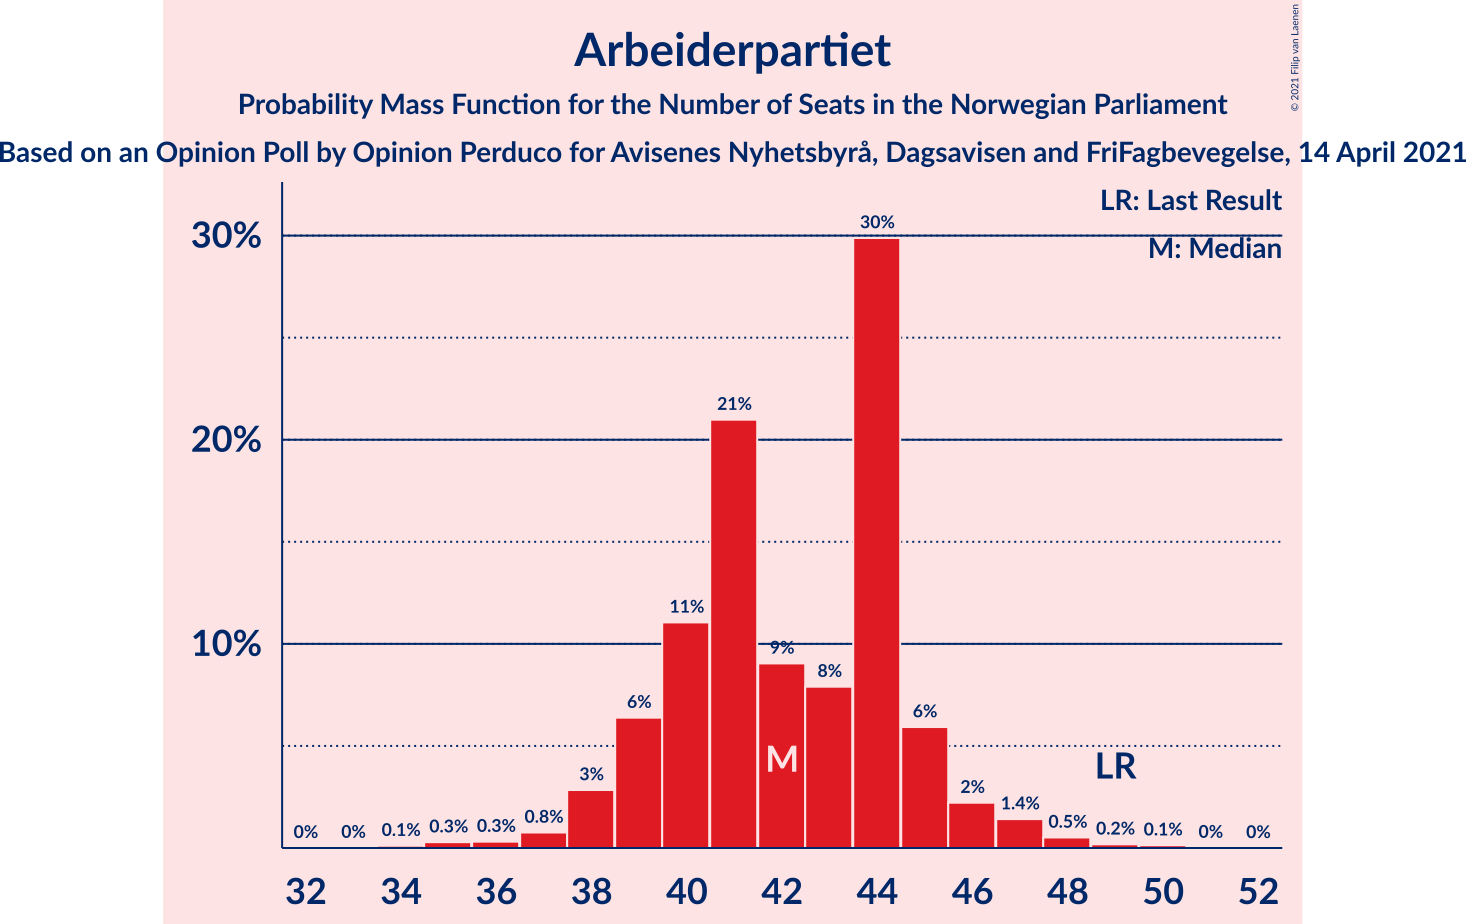 Arbeiderpartiet
Probability Mass Function for the Number of Seats in the Norwegian Parliament
Based on an Opinion Poll by Opinion Perduco for Avisenes Nyhetsbyrå, Dagsavisen and FriFagbevegelse, 14 April 2021
© 2021 Filip van Laenen
LR: Last Result
M: Median
30%
20%
10%
0%
0%
0.1%
0.3%
0.3%
0.8%
3%
6%
11%
21%
9%
8%
30%
6%
2%
1.4%
0.5%
0.2%
0.1%
0%
0%
M
LR
32 34 36 38 40 42 44 46 48 50 52